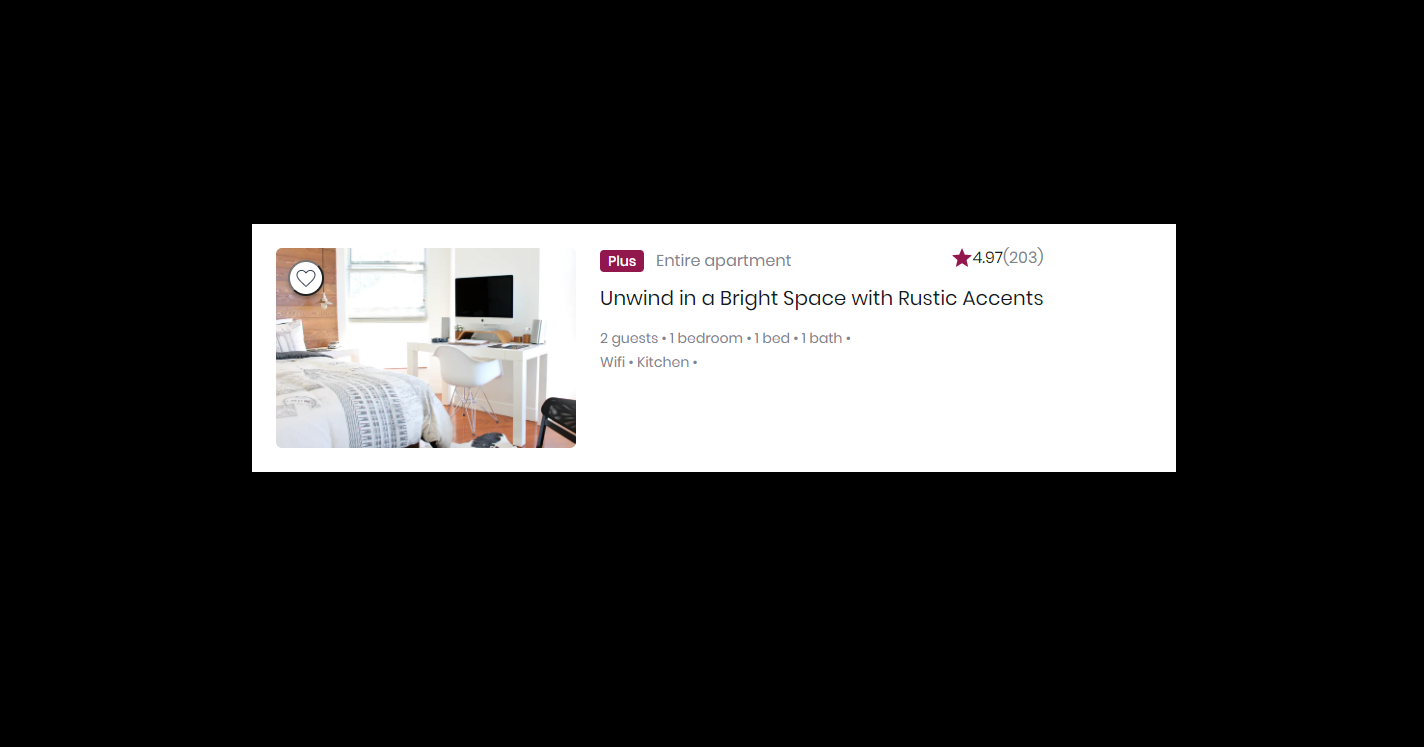 Plus Entire apartment ★4.97(203)
Unwind in a Bright Space with Rustic Accents
2 guests • 1 bedroom • 1 bed • 1 bath •
Wifi • Kitchen •